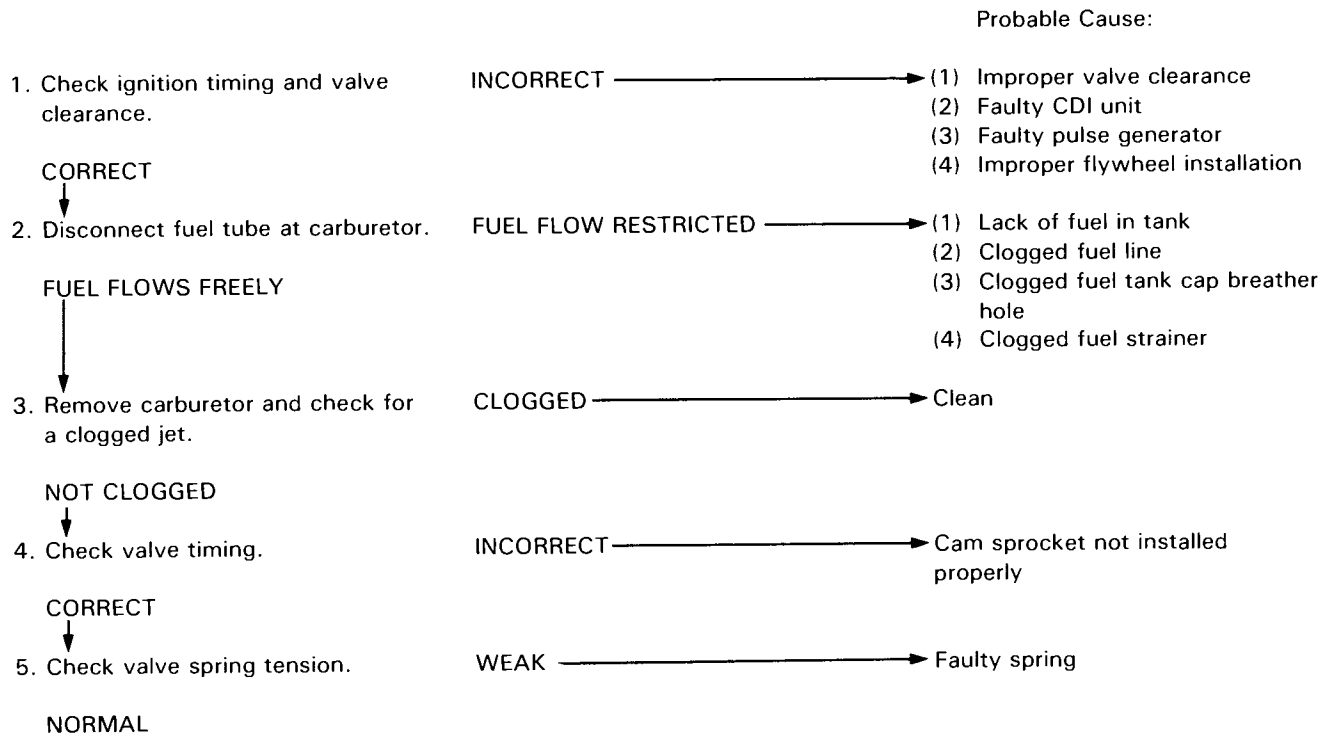 Probable Cause:
1. Check ignition timing and valve clearance.
INCORRECT
(1) Improper valve clearance
(2) Faulty CDI unit
(3) Faulty pulse generator
(4) Improper flywheel installation
CORRECT
2. Disconnect fuel tube at carburetor.
FUEL FLOW RESTRICTED
(1) Lack of fuel in tank
(2) Clogged fuel line
(3) Clogged fuel tank cap breather
hole
(4) Clogged fuel strainer
FUEL FLOWS FREELY
3. Remove carburetor and check for
a clogged jet.
CLOGGED
Clean
NOT CLOGGED
4. Check valve timing.
INCORRECT
Cam sprocket not installed
properly
CORRECT
5. Check valve spring tension.
WEAK
Faulty spring
NORMAL